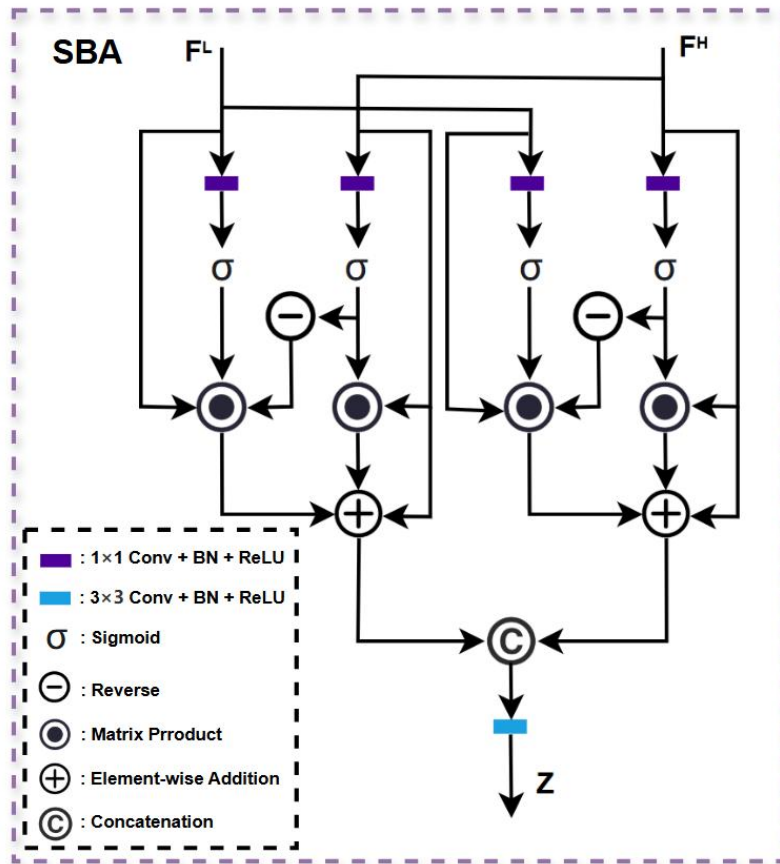 SBA
Fᴸ
Fᴴ
σ σ σ σ
− −
+ +
C
Z
: 1×1 Conv + BN + ReLU
: 3×3 Conv + BN + ReLU
σ : Sigmoid
− : Reverse
: Matrix Prroduct
+ : Element-wise Addition
C : Concatenation